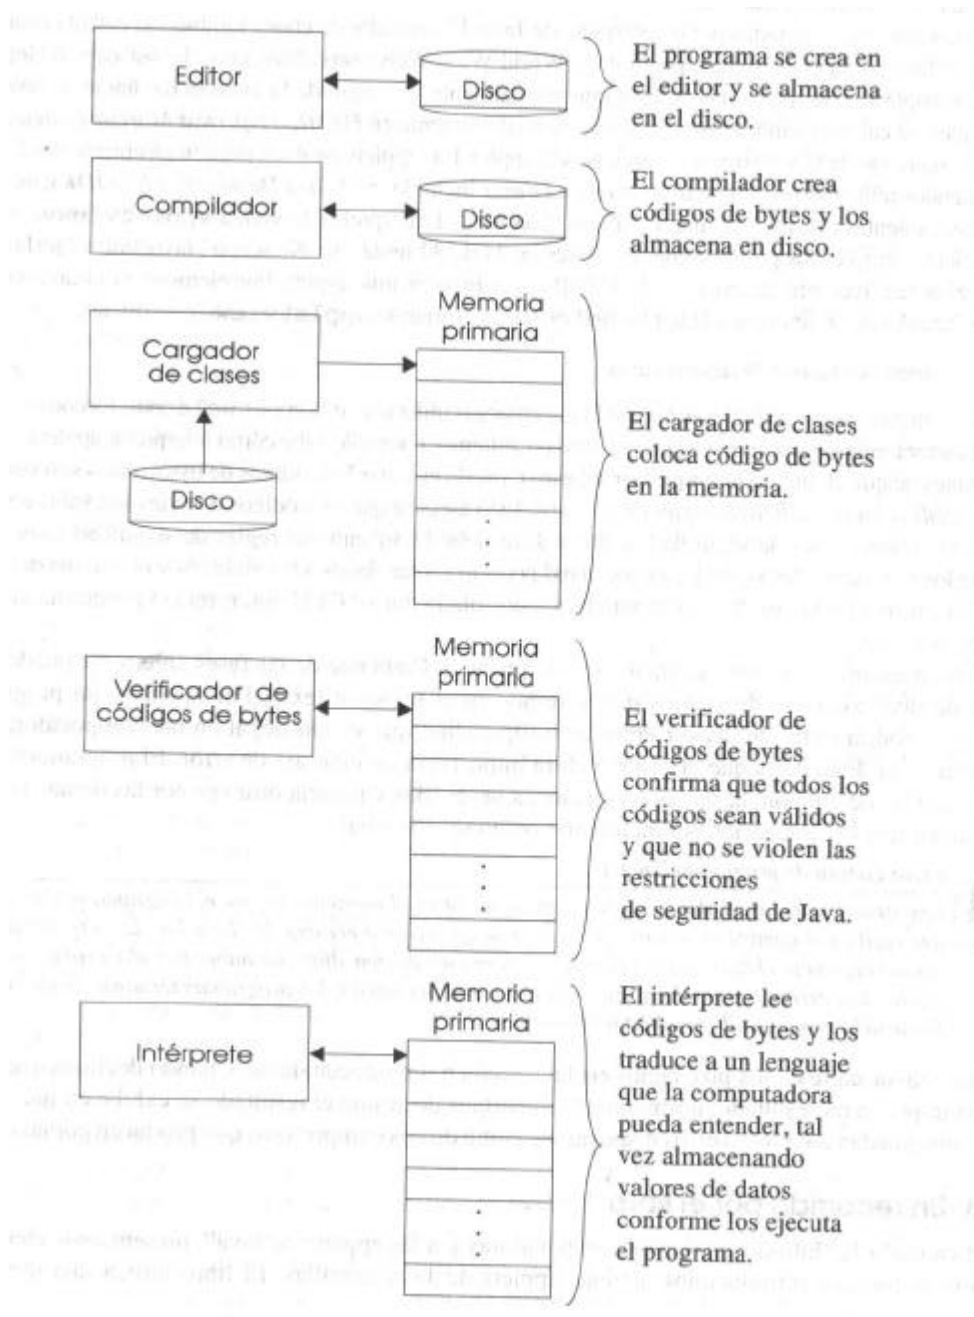 Editor
Disco
El programa se crea en
el editor y se almacena
en el disco.
Compilador
Disco
El compilador crea
códigos de bytes y los
almacena en disco.
Cargador
de clases
Disco
Memoria
primaria
El cargador de clases
coloca código de bytes
en la memoria.
Verificador de
códigos de bytes
Memoria
primaria
El verificador de
códigos de bytes
confirma que todos los
códigos sean válidos
y que no se violen las
restricciones
de seguridad de Java.
Intérprete
Memoria
primaria
El intérprete lee
códigos de bytes y los
traduce a un lenguaje
que la computadora
pueda entender, tal
vez almacenando
valores de datos
conforme los ejecuta
el programa.